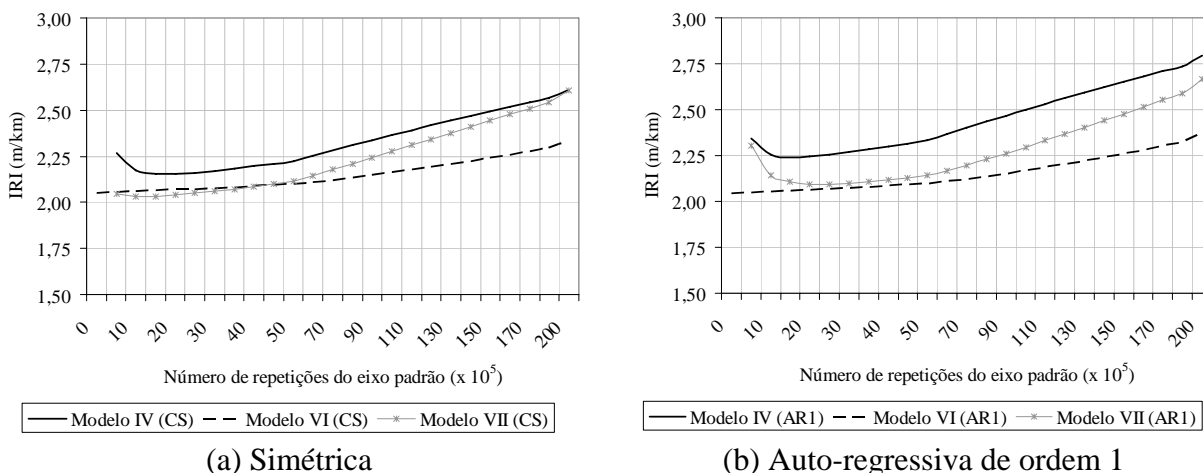 3,00
2,75
2,50
2,25
2,00
1,75
1,50
IRI (m/km)
0 10 20 30 40 50 70 90 110 130 150 170 200
Número de repetições do eixo padrão (x 10⁵)
Modelo IV (CS) Modelo VI (CS) Modelo VII (CS)
(a) Simétrica
3,00
2,75
2,50
2,25
2,00
1,75
1,50
IRI (m/km)
0 10 20 30 40 50 70 90 110 130 150 170 200
Número de repetições do eixo padrão (x 10⁵)
Modelo IV (AR1) Modelo VI (AR1) Modelo VII (AR1)
(b) Auto-regressiva de ordem 1